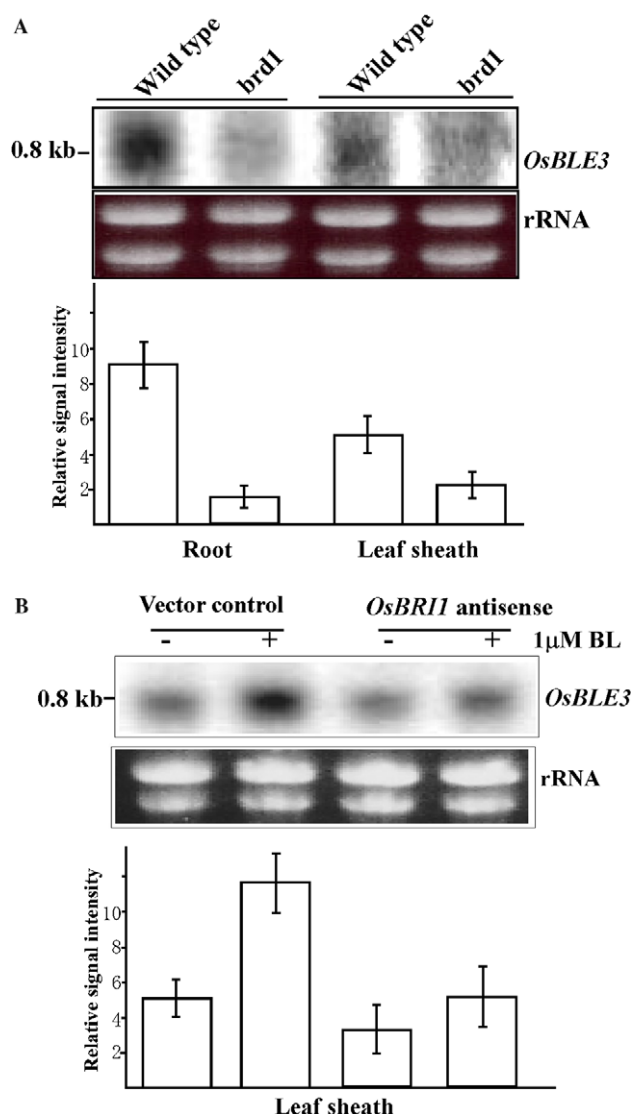 A
Wild type brd1 Wild type brd1
0.8 kb
OsBLE3
rRNA
Relative signal intensity
10
8
6
4
2
Root Leaf sheath
B
Vector control OsBRI1 antisense
- + - + 1μM BL
0.8 kb
OsBLE3
rRNA
Relative signal intensity
10
8
6
4
2
Leaf sheath